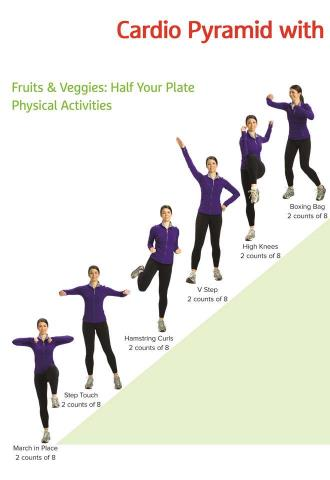 Cardio Pyramid with
Fruits & Veggies: Half Your Plate
Physical Activities
Boxing Bag
2 counts of 8
High Knees
2 counts of 8
V Step
2 counts of 8
Hamstring Curls
2 counts of 8
Step Touch
2 counts of 8
March in Place
2 counts of 8